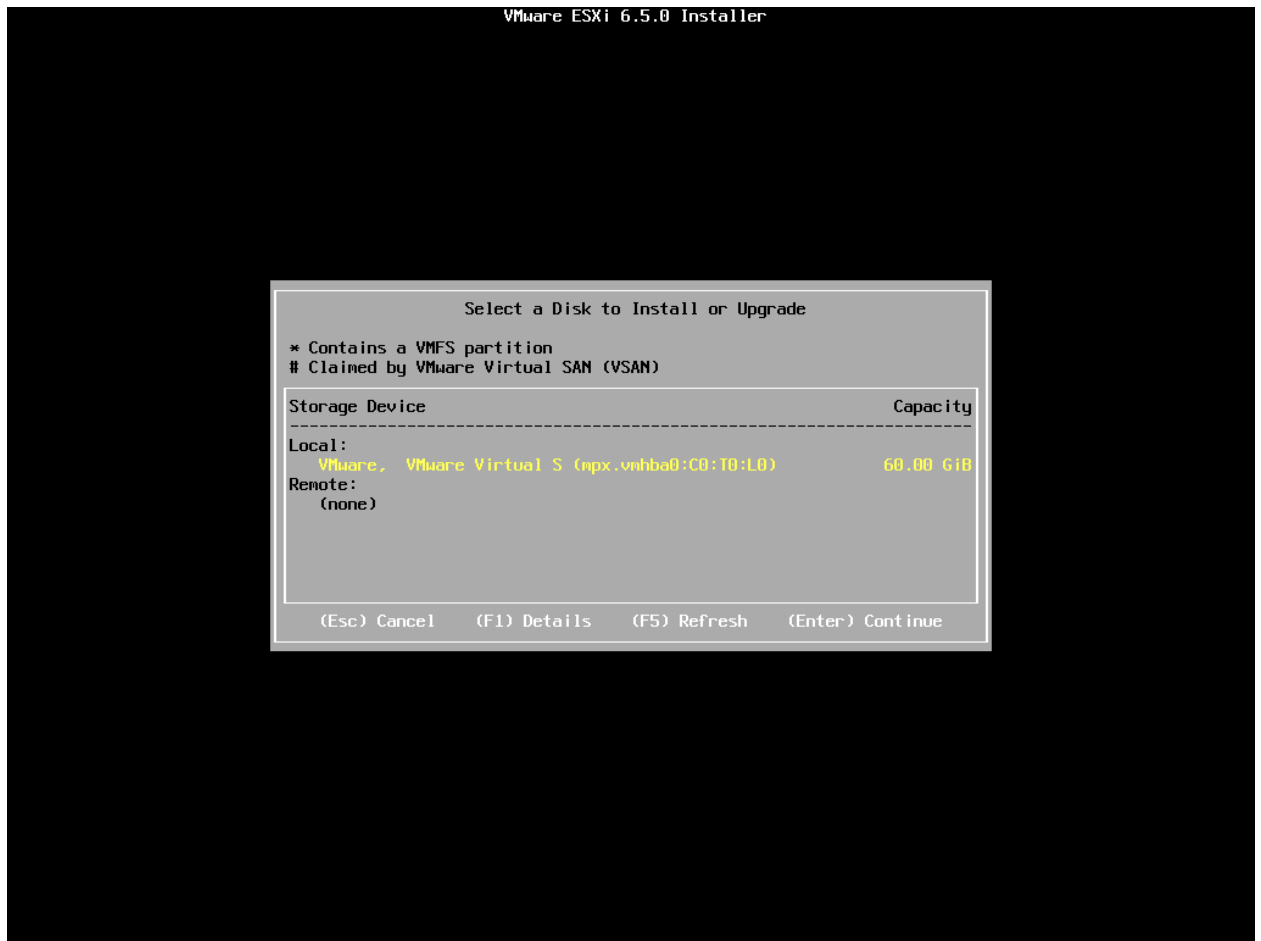 VMware ESXi 6.5.0 Installer
Select a Disk to Install or Upgrade
* Contains a VMFS partition
# Claimed by VMware Virtual SAN (VSAN)
Storage Device Capacity
----------------------------------------------------------------------
Local:
VMware, VMware Virtual S (mpx.vmhba0:C0:T0:L0) 60.00 GiB
Remote:
(none)
(Esc) Cancel (F1) Details (F5) Refresh (Enter) Continue